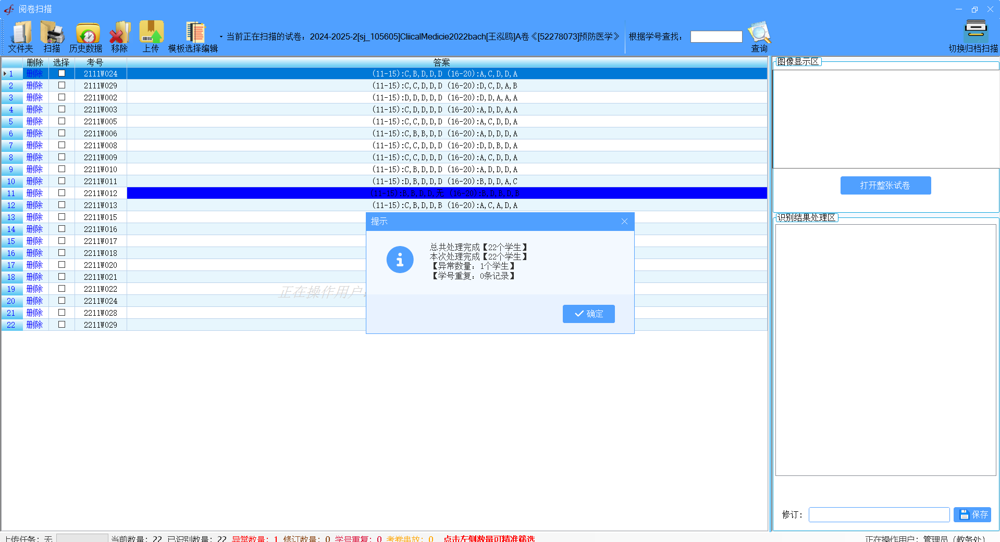 阅卷扫描
文件夹 扫描 历史数据 移除 上传 模板选择编辑 当前正在扫描的试卷：2024-2025-2[sj_105605]CliicalMedicie2022bach[王泓鸥]A卷《[52278073]预防医学》 根据学号查找： 查询 切换归档扫描
删除 选择 考号 答案
1 删除 2111W024 (11-15):C,B,D,D,D (16-20):A,C,D,D,A
2 删除 2111W029 (11-15):C,C,D,D,D (16-20):D,C,D,A,B
3 删除 2211W002 (11-15):D,D,D,D,D (16-20):D,D,A,A,A
4 删除 2211W003 (11-15):C,D,D,D,D (16-20):A,D,D,A,A
5 删除 2211W005 (11-15):C,C,D,D,D (16-20):A,C,D,D,A
6 删除 2211W006 (11-15):C,B,B,D,D (16-20):A,D,D,D,A
7 删除 2211W008 (11-15):C,C,D,D,D (16-20):D,D,B,D,A
8 删除 2211W009 (11-15):C,C,D,D,D (16-20):A,C,D,D,A
9 删除 2211W010 (11-15):C,B,D,D,D (16-20):A,D,D,D,A
10 删除 2211W011 (11-15):D,B,D,D,D (16-20):B,D,D,A,C
11 删除 2211W012 (11-15):B,B,D,D,无 (16-20):B,D,B,D,B
12 删除 2211W013 (11-15):C,B,D,D,B (16-20):A,C,A,D,A
13 删除 2211W015
14 删除 2211W016
15 删除 2211W017
16 删除 2211W018
17 删除 2211W020
18 删除 2211W021
19 删除 2211W022
20 删除 2211W024
21 删除 2211W028
22 删除 2211W029
正在操作用户:
提示
总共处理完成【22个学生】
本次处理完成【22个学生】
【异常数量：1个学生】
【学号重复：0条记录】
确定
图像显示区
打开整张试卷
识别结果处理区
修订： 保存
上传任务：无 当前数量：22 已识别数量：22 异常数量：1 修订数量：0 学号重复：0 考卷串放：0 点击左侧数量可精准筛选 正在操作用户：管理员（教务处）